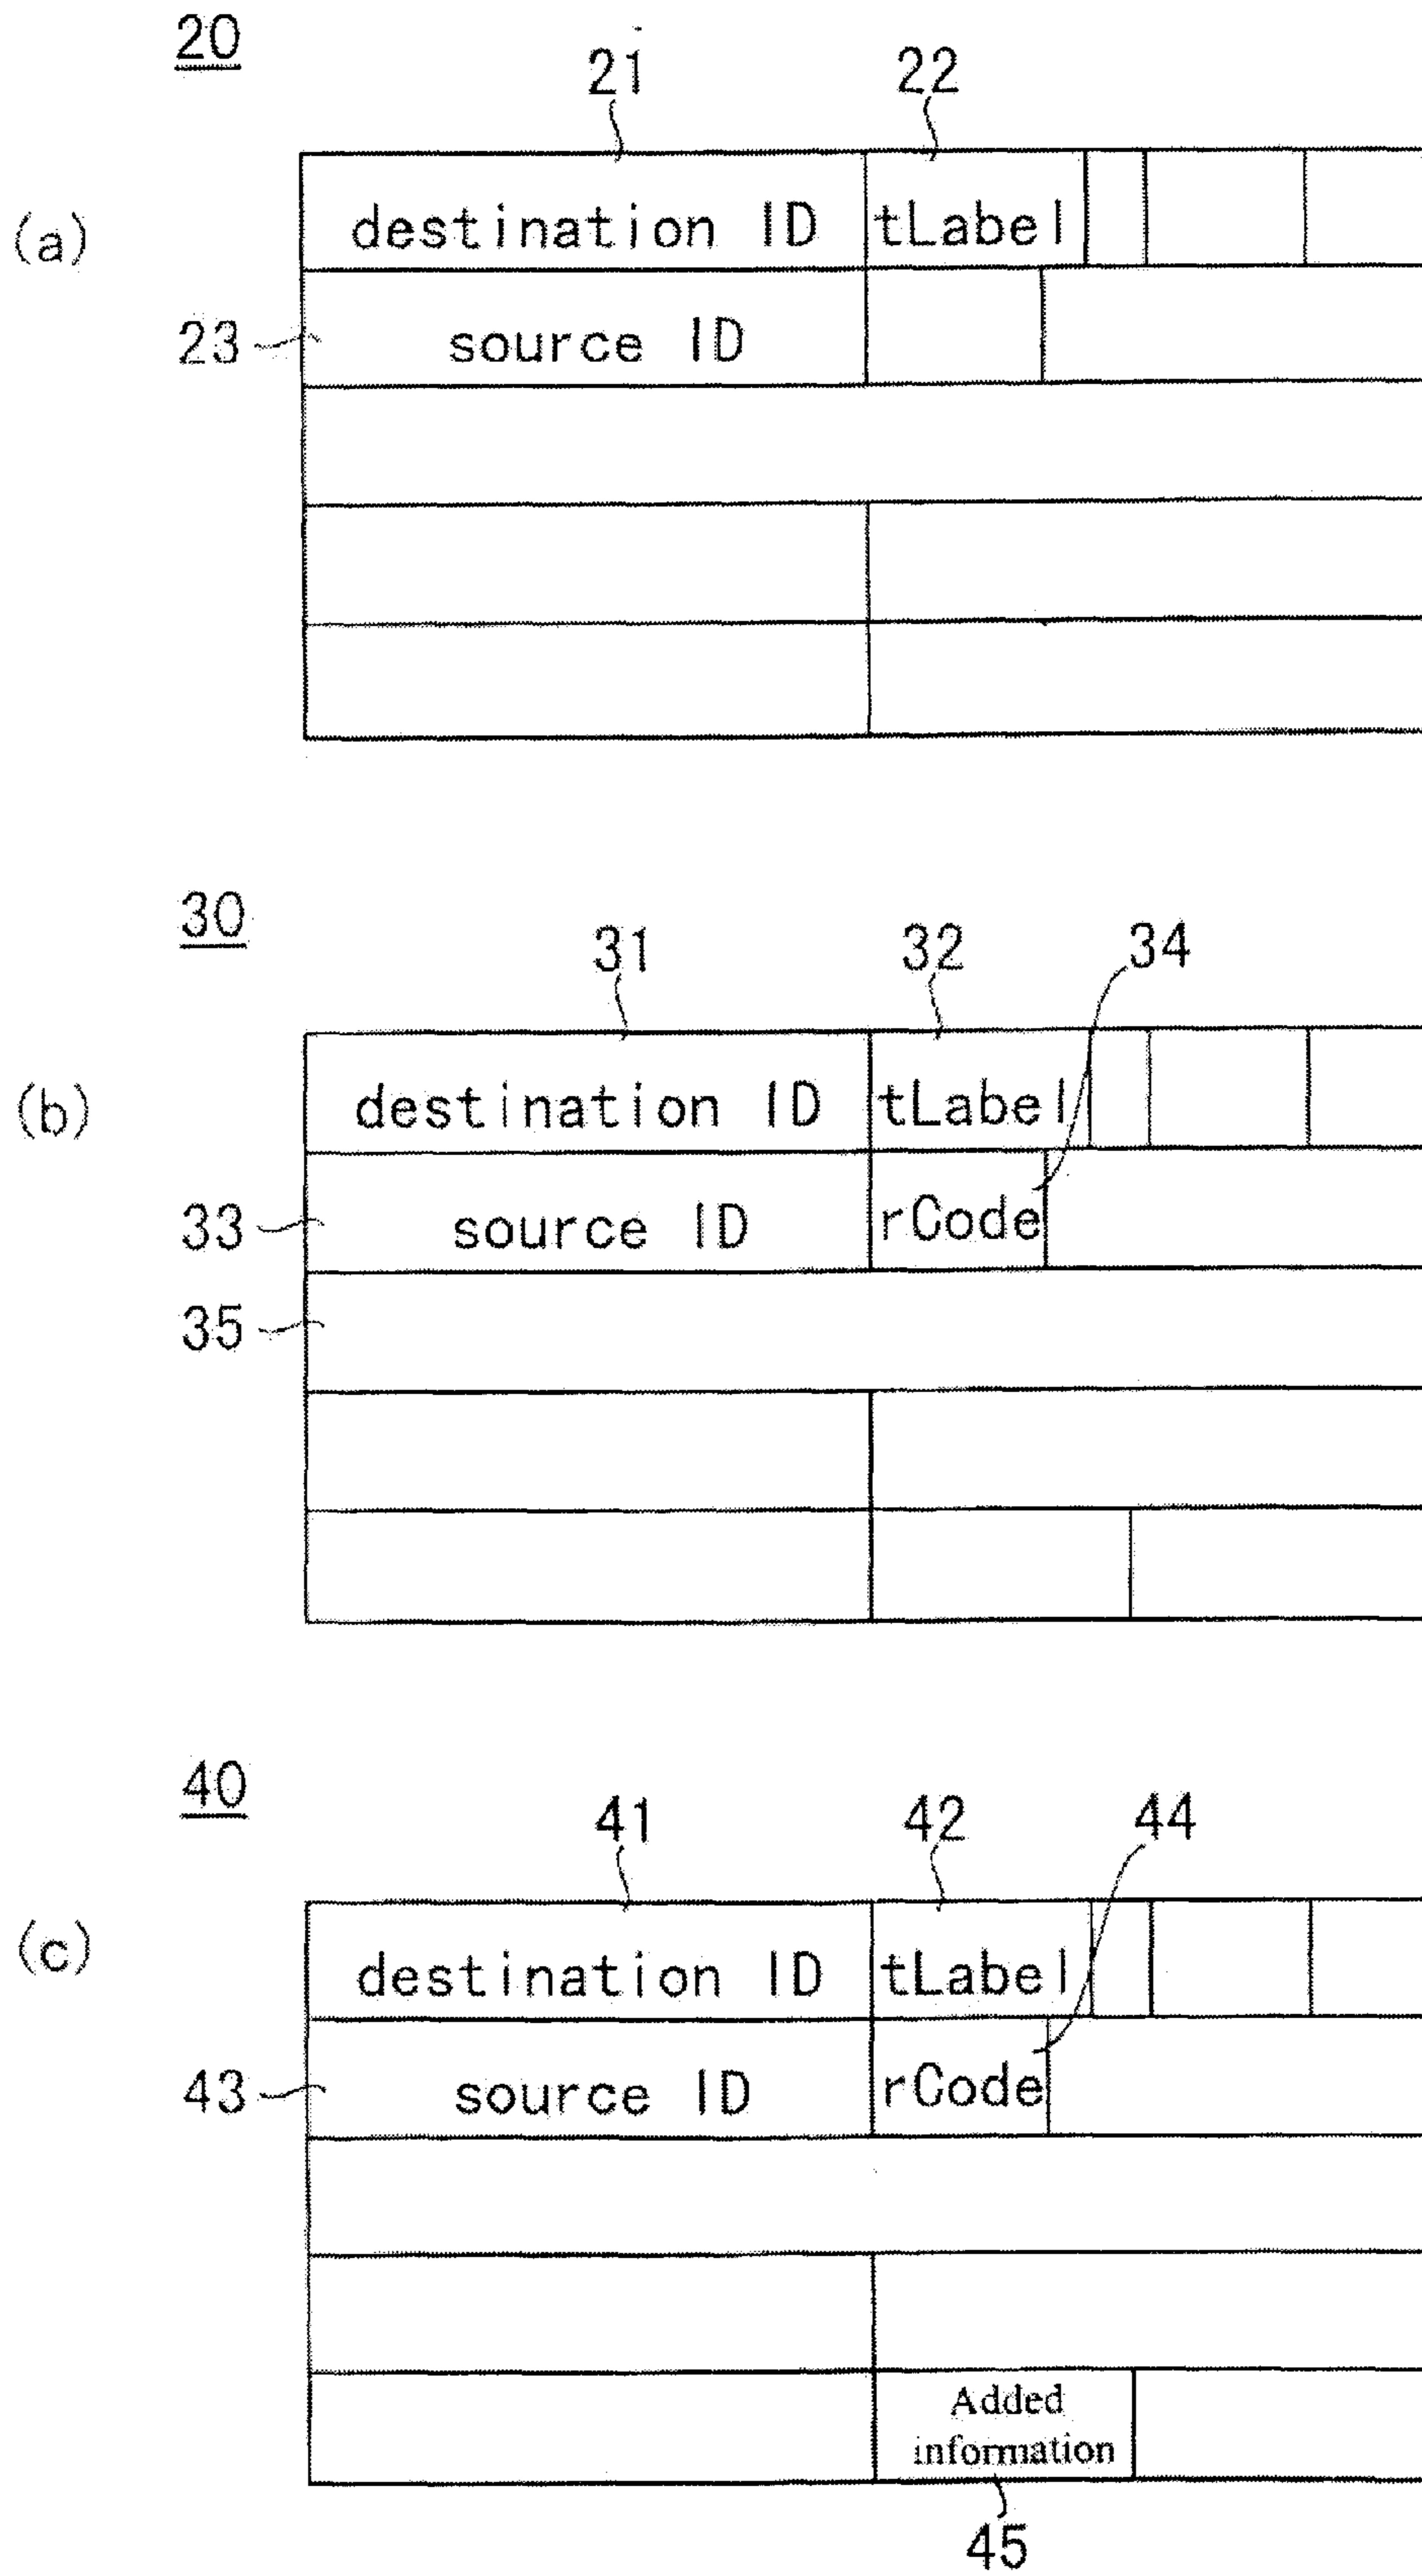 20
21 22
(a)
destination ID tLabel
23 source ID
30
31 32 34
(b)
destination ID tLabel
33 source ID rCode
35
40
41 42 44
(c)
destination ID tLabel
43 source ID rCode
Added
information
45